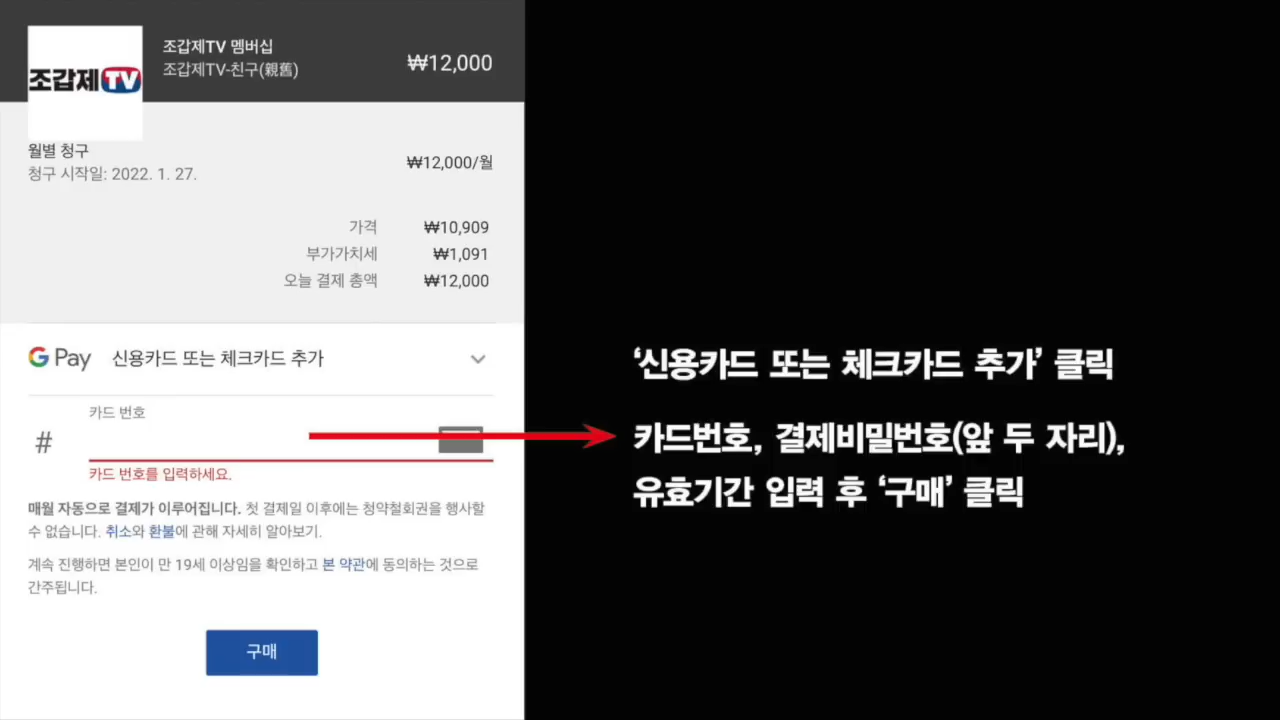 조갑제TV
조갑제TV 멤버십
조갑제TV-친구(親舊)
₩12,000
월별 청구
청구 시작일: 2022. 1. 27.
₩12,000/월
가격 ₩10,909
부가가치세 ₩1,091
오늘 결제 총액 ₩12,000
G Pay 신용카드 또는 체크카드 추가
카드 번호
#
카드 번호를 입력하세요.
매월 자동으로 결제가 이루어집니다. 첫 결제일 이후에는 청약철회권을 행사할
수 없습니다. 취소와 환불에 관해 자세히 알아보기.
계속 진행하면 본인이 만 19세 이상임을 확인하고 본 약관에 동의하는 것으로
간주됩니다.
구매
‘신용카드 또는 체크카드 추가’ 클릭
카드번호, 결제비밀번호(앞 두 자리),
유효기간 입력 후 ‘구매’ 클릭